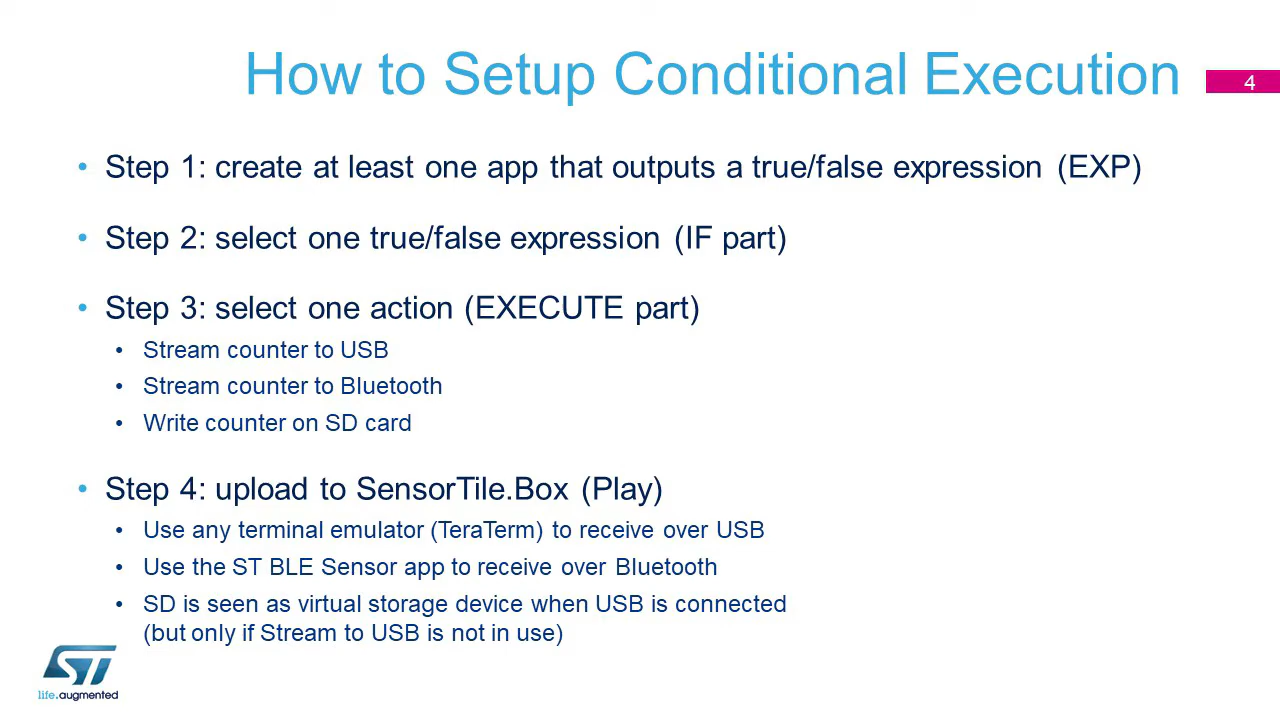 How to Setup Conditional Execution
4
• Step 1: create at least one app that outputs a true/false expression (EXP)
• Step 2: select one true/false expression (IF part)
• Step 3: select one action (EXECUTE part)
• Stream counter to USB
• Stream counter to Bluetooth
• Write counter on SD card
• Step 4: upload to SensorTile.Box (Play)
• Use any terminal emulator (TeraTerm) to receive over USB
• Use the ST BLE Sensor app to receive over Bluetooth
• SD is seen as virtual storage device when USB is connected
(but only if Stream to USB is not in use)
ST
life.augmented